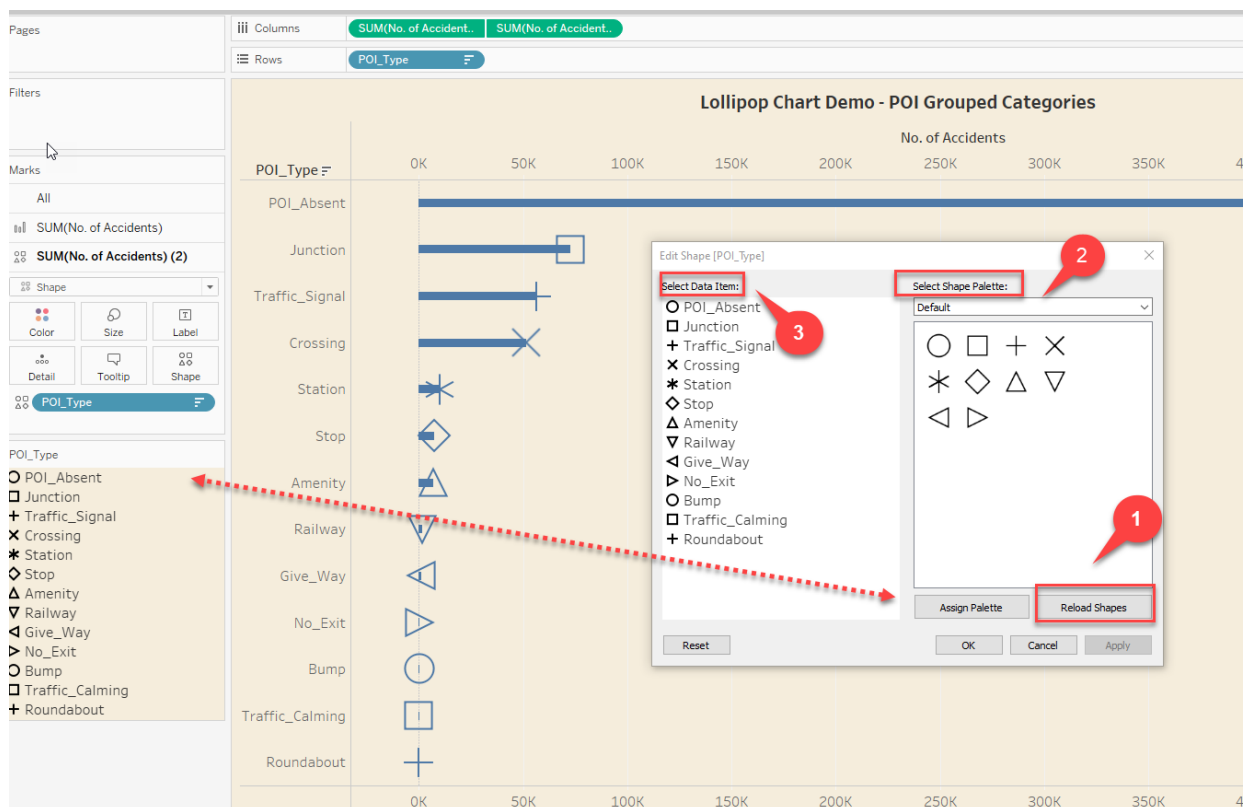 Pages
Columns
SUM(No. of Accident..
SUM(No. of Accident..
Rows
POI_Type
Filters
Marks
All
SUM(No. of Accidents)
SUM(No. of Accidents) (2)
Shape
Color
Size
Label
Detail
Tooltip
Shape
POI_Type
POI_Type
POI_Absent
Junction
Traffic_Signal
Crossing
Station
Stop
Amenity
Railway
Give_Way
No_Exit
Bump
Traffic_Calming
Roundabout
Lollipop Chart Demo - POI Grouped Categories
No. of Accidents
POI_Type
0K 50K 100K 150K 200K 250K 300K 350K 4
POI_Absent
Junction
Traffic_Signal
Crossing
Station
Stop
Amenity
Railway
Give_Way
No_Exit
Bump
Traffic_Calming
Roundabout
0K 50K 100K 150K 200K 250K 300K 350K 4
Edit Shape [POI_Type]
Select Data Item:
POI_Absent
Junction
Traffic_Signal
Crossing
Station
Stop
Amenity
Railway
Give_Way
No_Exit
Bump
Traffic_Calming
Roundabout
3
Select Shape Palette:
2
Default
1
Assign Palette
Reload Shapes
Reset
OK
Cancel
Apply